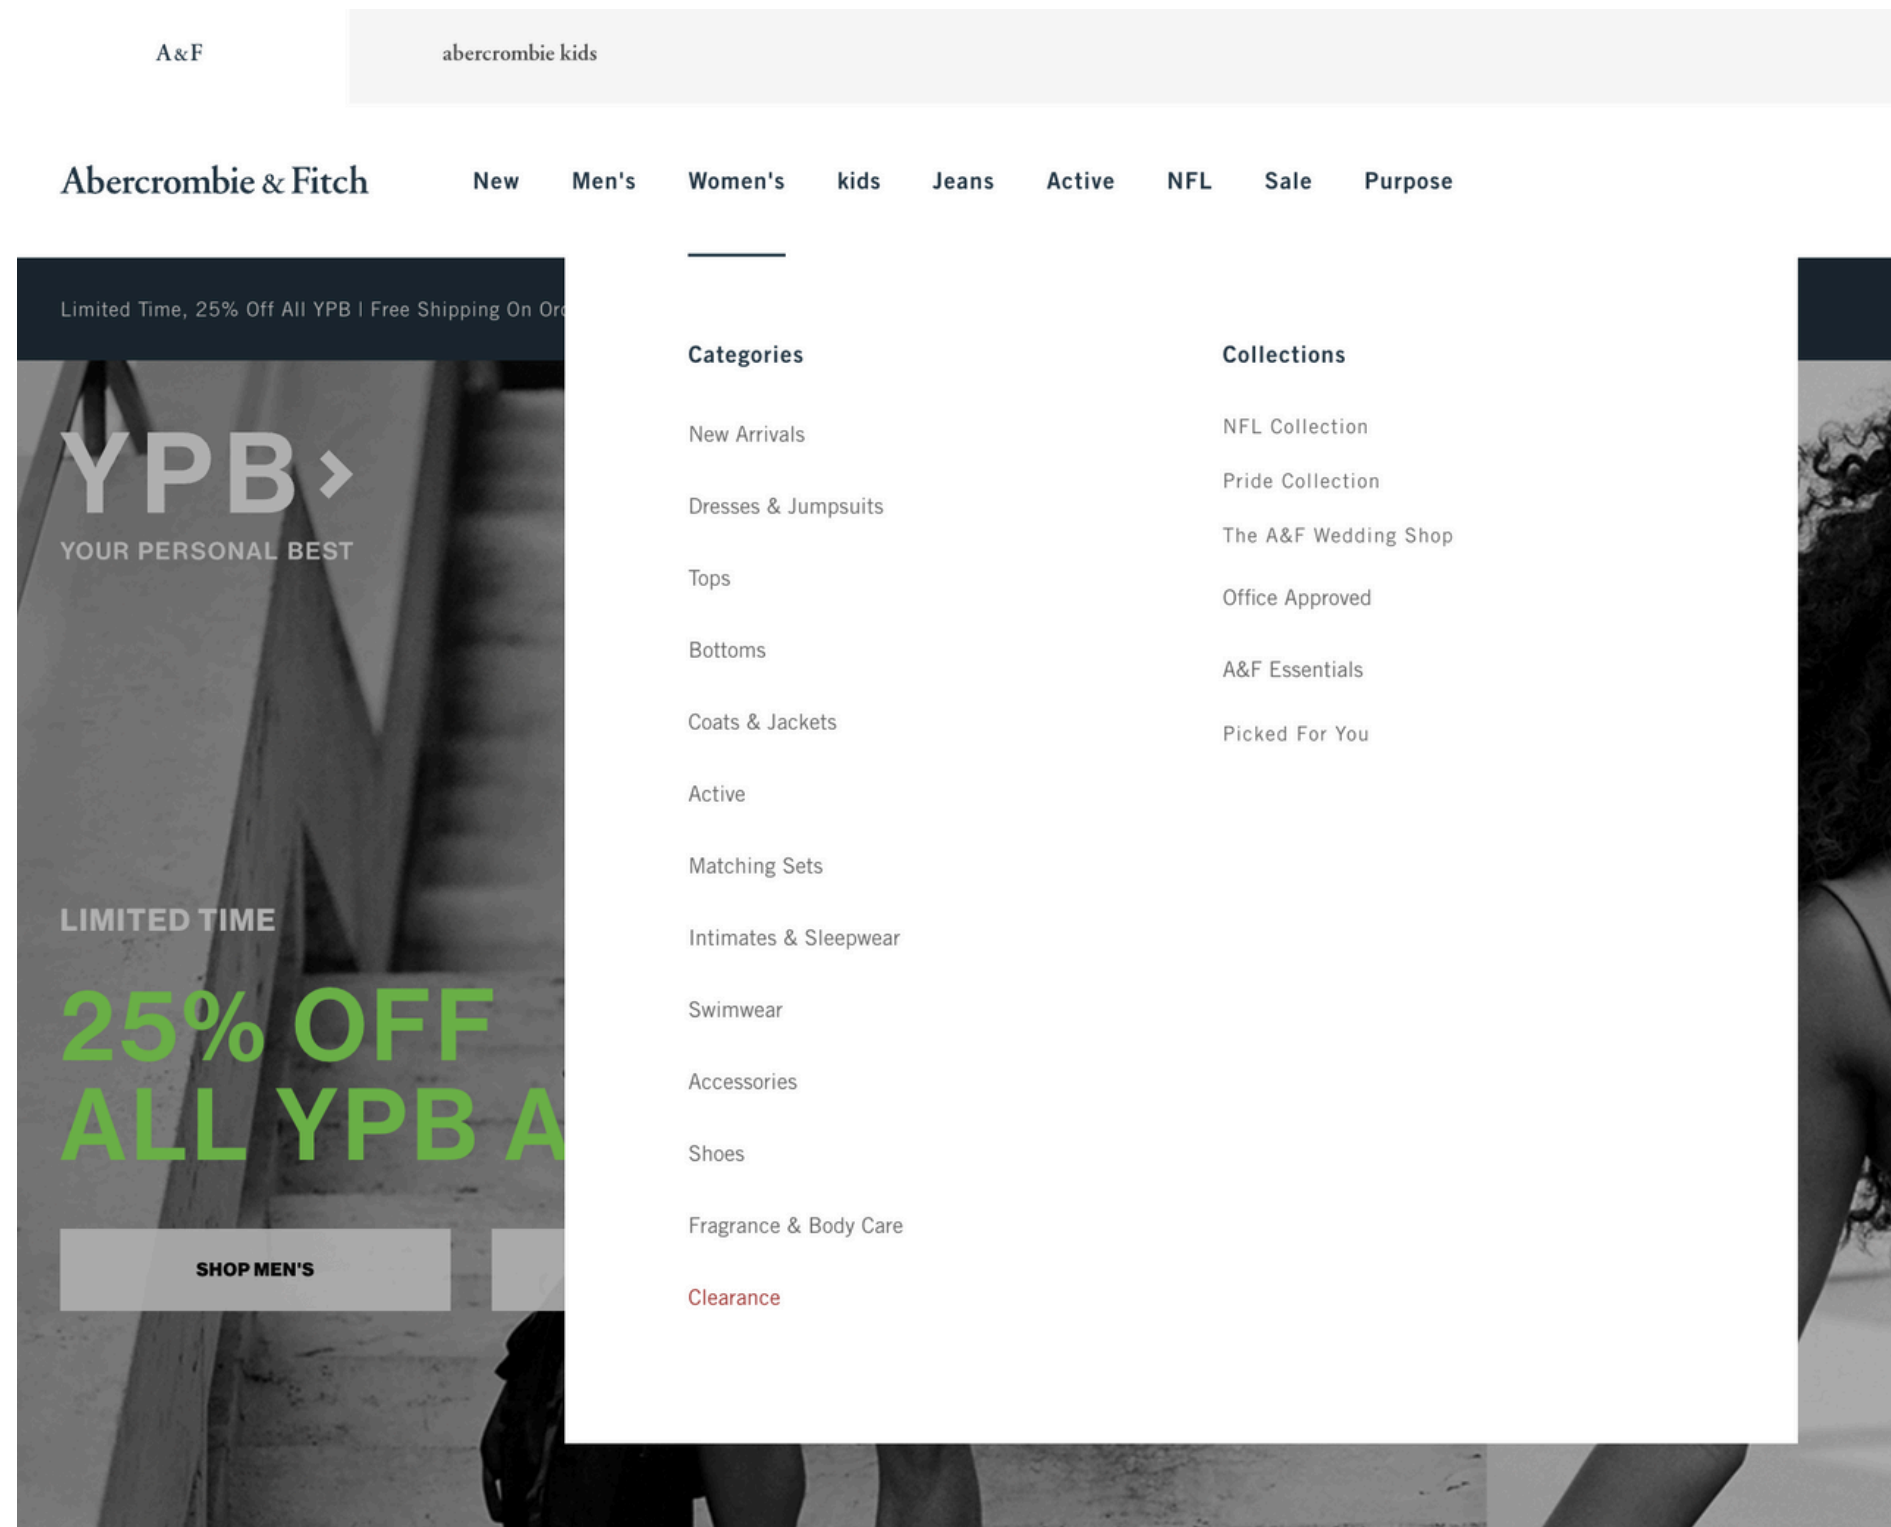 A&F
abercrombie kids
Abercrombie & Fitch
New
Men's
Women's
kids
Jeans
Active
NFL
Sale
Purpose
Limited Time, 25% Off All YPB | Free Shipping On
YPB>
YOUR PERSONAL BEST
LIMITED TIME
25% OFF
ALL YPB A
SHOP MEN'S
Categories
New Arrivals
Dresses & Jumpsuits
Tops
Bottoms
Coats & Jackets
Active
Matching Sets
Intimates & Sleepwear
Swimwear
Accessories
Shoes
Fragrance & Body Care
Clearance
Collections
NFL Collection
Pride Collection
The A&F Wedding Shop
Office Approved
A&F Essentials
Picked For You